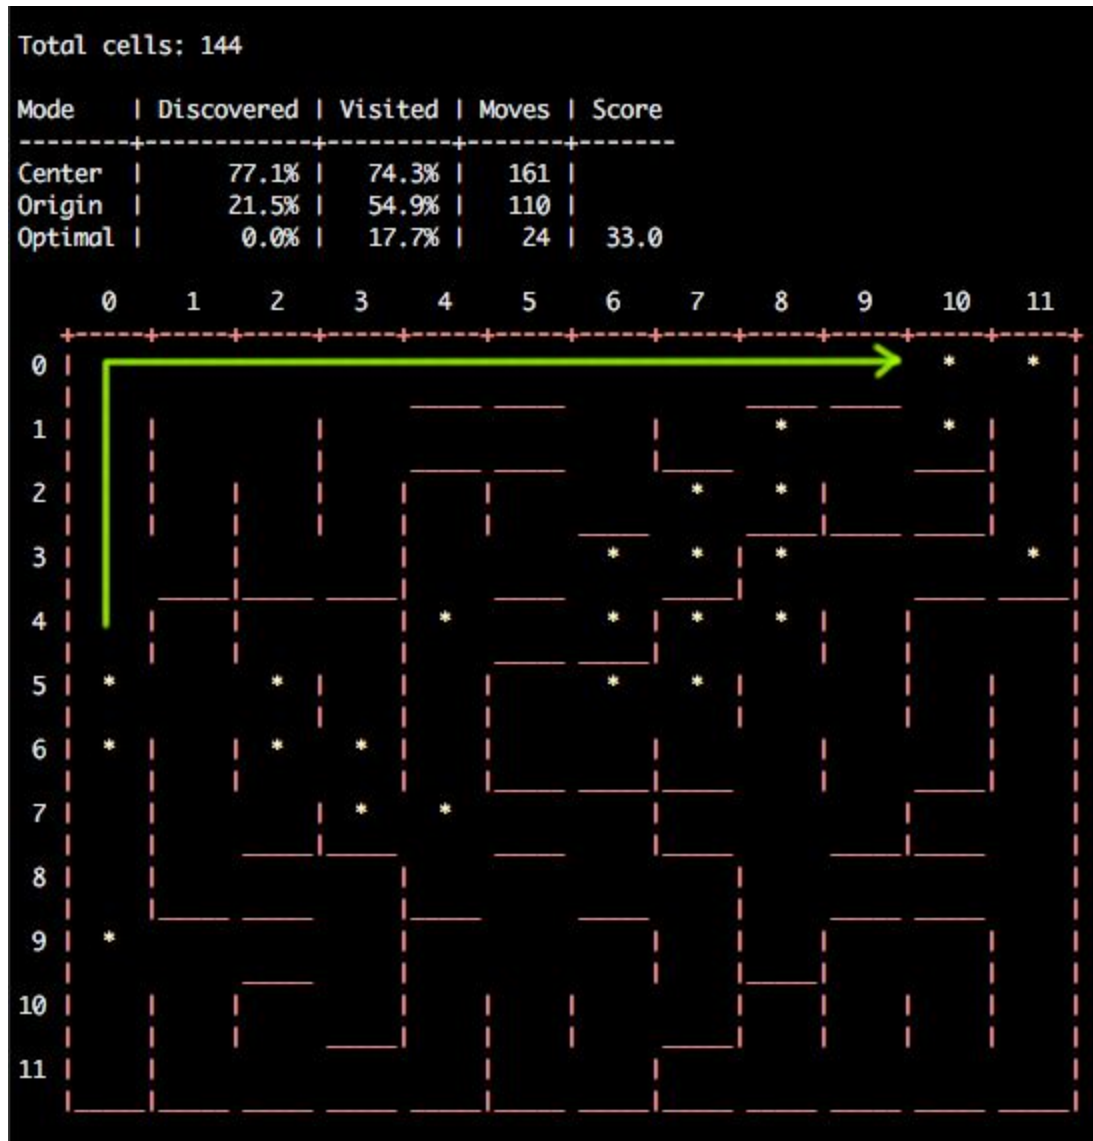 Total cells: 144
Mode | Discovered | Visited | Moves | Score
--------+------------+---------+-------+-------
Center | 77.1% | 74.3% | 161 |
Origin | 21.5% | 54.9% | 110 |
Optimal | 0.0% | 17.7% | 24 | 33.0
0 1 2 3 4 5 6 7 8 9 10 11
0 * *
1 * *
2 * *
3 * * * *
4 * * * *
5 * * * *
6 * * *
7 * *
8
9 *
10
11